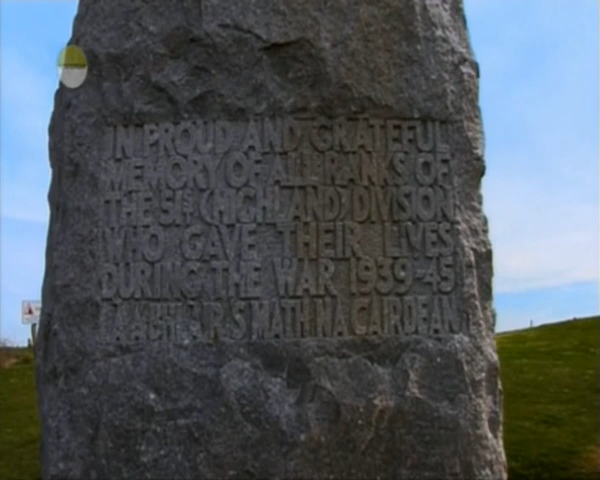 IN PROUD AND GRATEFUL
MEMORY OF ALL RANKS OF
THE 51st (HIGHLAND) DIVISION
WHO GAVE THEIR LIVES
DURING THE WAR 1939-45
LA A'BHLAIR S MATH NA CAIRDEAN